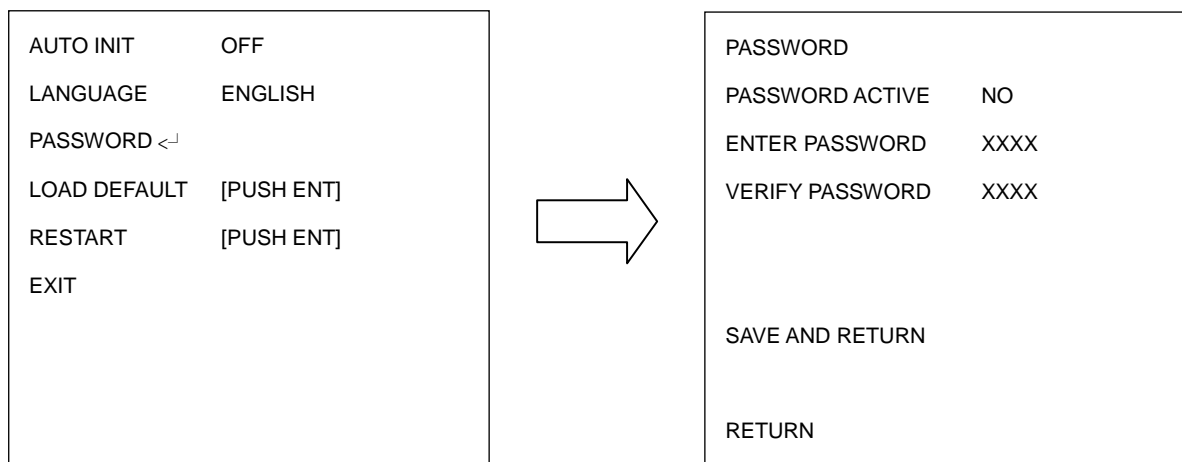 AUTO INIT OFF
LANGUAGE ENGLISH
PASSWORD <┘
LOAD DEFAULT [PUSH ENT]
RESTART [PUSH ENT]
EXIT
PASSWORD
PASSWORD ACTIVE NO
ENTER PASSWORD XXXX
VERIFY PASSWORD XXXX
SAVE AND RETURN
RETURN